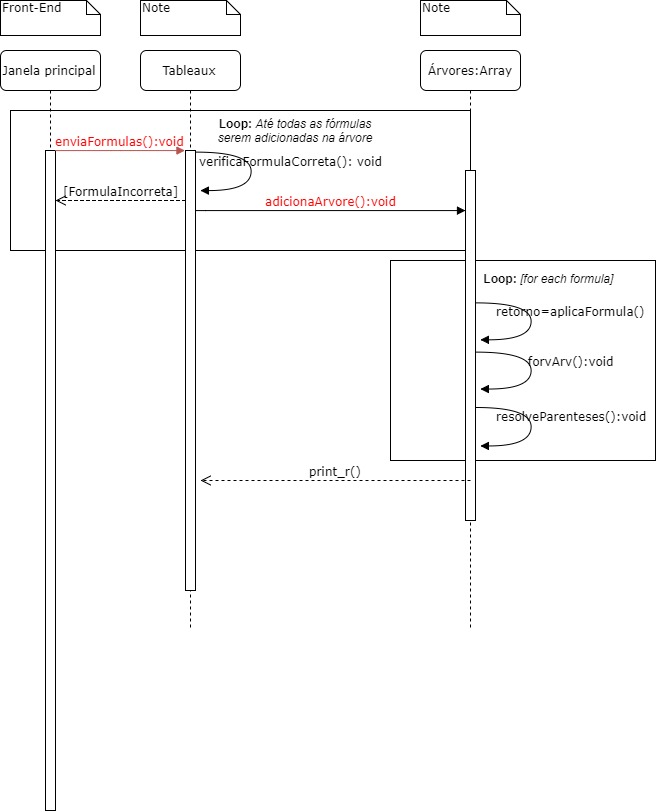 Front-End
Note
Note
Janela principal
Tableaux
Árvores:Array
Loop: Até todas as fórmulas
serem adicionadas na árvore
enviaFormulas():void
verificaFormulaCorreta(): void
[FormulaIncorreta]
adicionaArvore():void
Loop: [for each formula]
retorno=aplicaFormula()
forvArv():void
resolveParenteses():void
print_r()